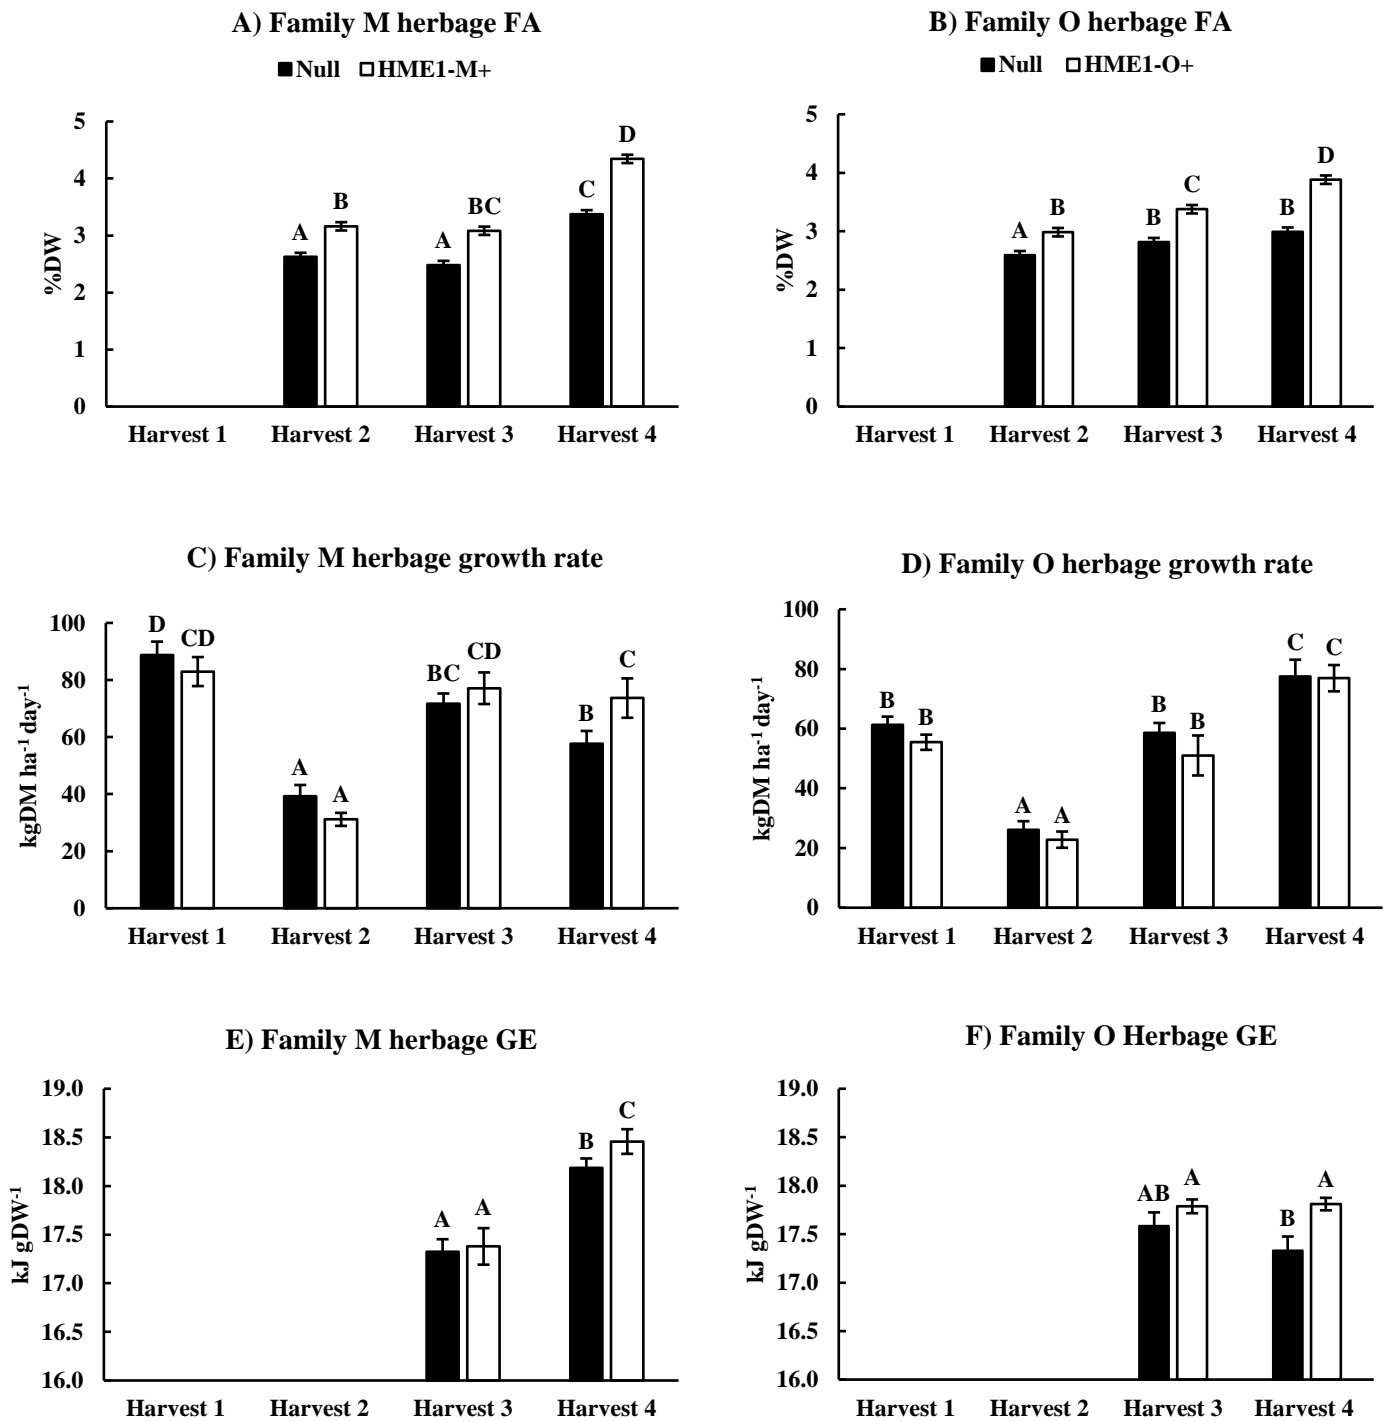 A) Family M herbage FA
■Null □HME1-M+
%DW
5
4
3
2
1
0
A
B
A
BC
C
D
Harvest 1 Harvest 2 Harvest 3 Harvest 4
B) Family O herbage FA
■Null □HME1-O+
%DW
5
4
3
2
1
0
A
B
B
C
B
D
Harvest 1 Harvest 2 Harvest 3 Harvest 4
C) Family M herbage growth rate
kgDM ha⁻¹ day⁻¹
100
80
60
40
20
0
D
CD
A
A
BC
CD
B
C
Harvest 1 Harvest 2 Harvest 3 Harvest 4
D) Family O herbage growth rate
kgDM ha⁻¹ day⁻¹
100
80
60
40
20
0
B
B
A
A
B
B
C
C
Harvest 1 Harvest 2 Harvest 3 Harvest 4
E) Family M herbage GE
kJ gDW⁻¹
19.0
18.5
18.0
17.5
17.0
16.5
16.0
A
A
B
C
Harvest 1 Harvest 2 Harvest 3 Harvest 4
F) Family O Herbage GE
kJ gDW⁻¹
19.0
18.5
18.0
17.5
17.0
16.5
16.0
AB
A
B
A
Harvest 1 Harvest 2 Harvest 3 Harvest 4